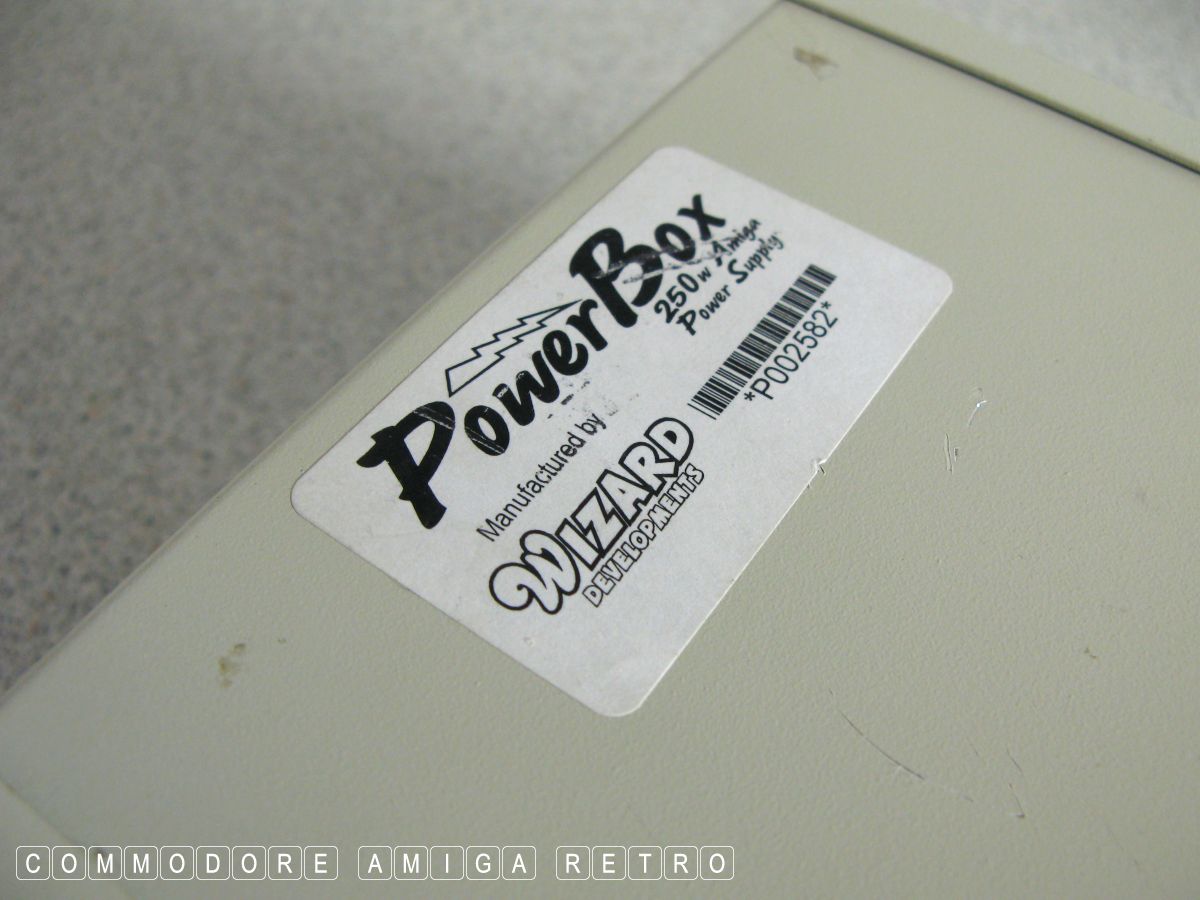 PowerBox
250w Amiga
Power Supply
Manufactured by
WIZARD
DEVELOPMENTS
*P002582*
COMMODORE AMIGA RETRO